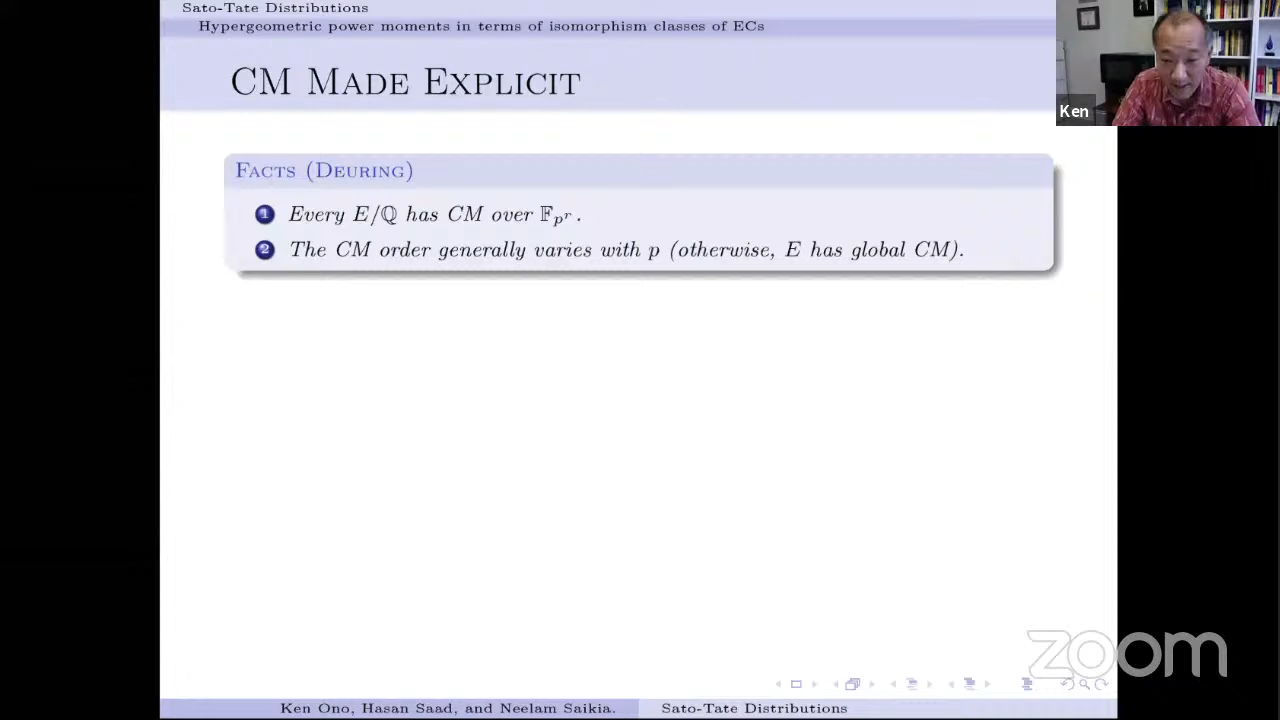 Sato-Tate Distributions
Hypergeometric power moments in terms of isomorphism classes of ECs
CM Made Explicit
Ken
Facts (Deuring)
1 Every E/ℚ has CM over 𝔽_{p^r}.
2 The CM order generally varies with p (otherwise, E has global CM).
zoom
Ken Ono, Hasan Saad, and Neelam Saikia. Sato-Tate Distributions